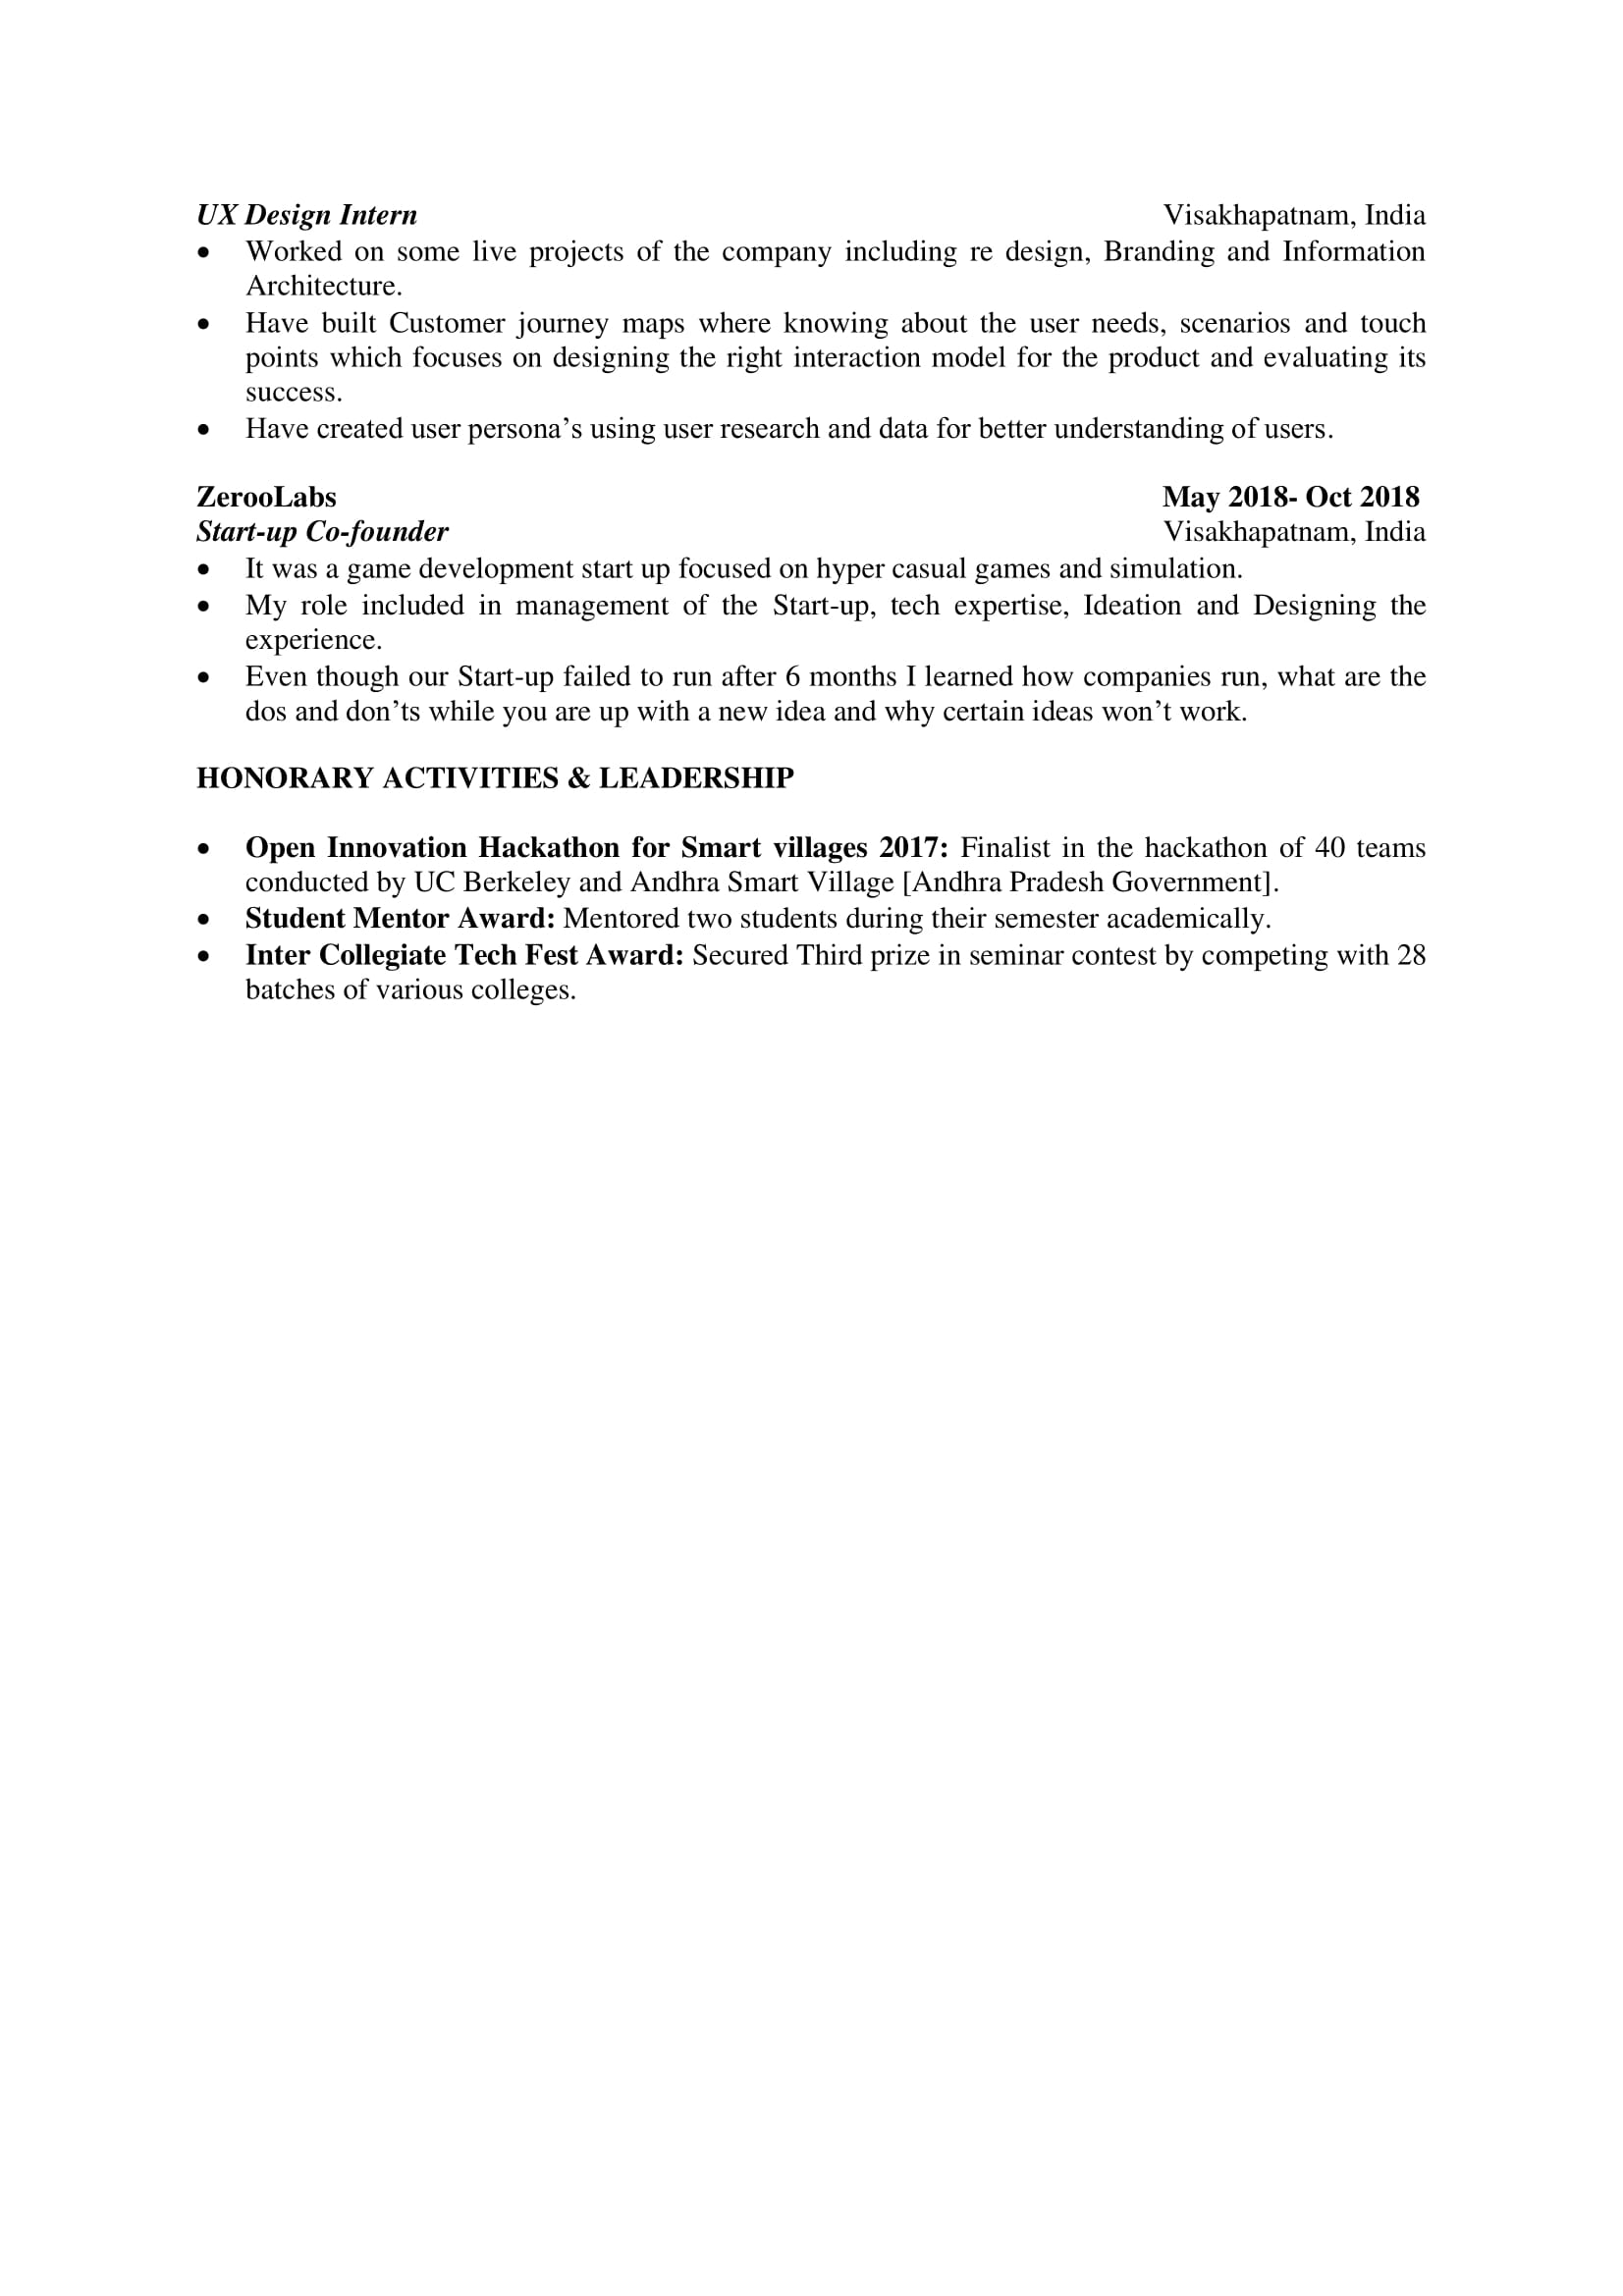 UX Design Intern Visakhapatnam, India
• Worked on some live projects of the company including re design, Branding and Information
Architecture.
• Have built Customer journey maps where knowing about the user needs, scenarios and touch
points which focuses on designing the right interaction model for the product and evaluating its
success.
• Have created user persona’s using user research and data for better understanding of users.
ZerooLabs May 2018- Oct 2018
Start-up Co-founder Visakhapatnam, India
• It was a game development start up focused on hyper casual games and simulation.
• My role included in management of the Start-up, tech expertise, Ideation and Designing the
experience.
• Even though our Start-up failed to run after 6 months I learned how companies run, what are the
dos and don’ts while you are up with a new idea and why certain ideas won’t work.
HONORARY ACTIVITIES & LEADERSHIP
• Open Innovation Hackathon for Smart villages 2017: Finalist in the hackathon of 40 teams
conducted by UC Berkeley and Andhra Smart Village [Andhra Pradesh Government].
• Student Mentor Award: Mentored two students during their semester academically.
• Inter Collegiate Tech Fest Award: Secured Third prize in seminar contest by competing with 28
batches of various colleges.